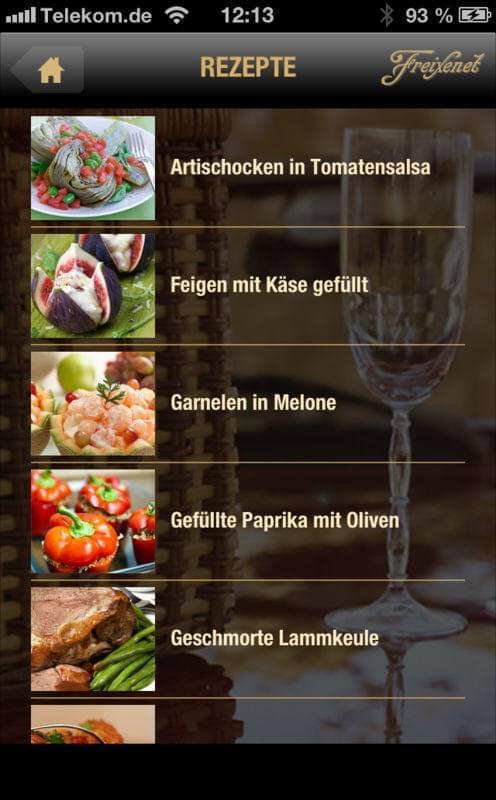 Telekom.de 12:13 93 %
REZEPTE Freixenet
Artischocken in Tomatensalsa
Feigen mit Käse gefüllt
Garnelen in Melone
Gefüllte Paprika mit Oliven
Geschmorte Lammkeule